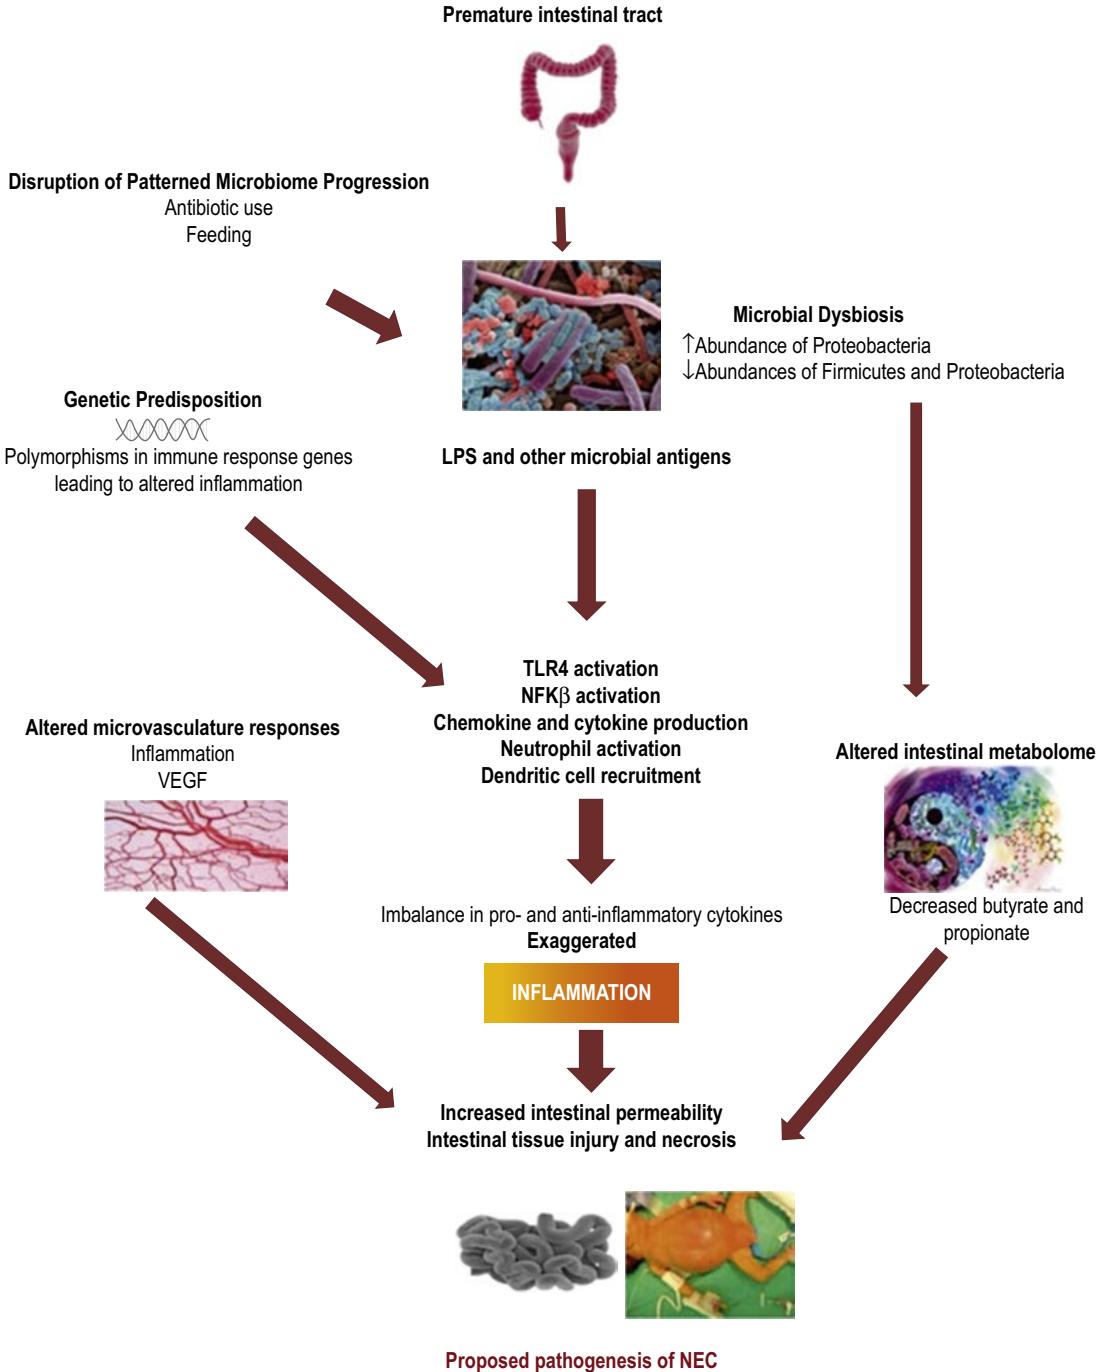 Premature intestinal tract
Disruption of Patterned Microbiome Progression
Antibiotic use
Feeding
Microbial Dysbiosis
↑Abundance of Proteobacteria
↓Abundances of Firmicutes and Proteobacteria
Genetic Predisposition
Polymorphisms in immune response genes
leading to altered inflammation
LPS and other microbial antigens
TLR4 activation
NFKβ activation
Chemokine and cytokine production
Neutrophil activation
Dendritic cell recruitment
Altered microvasculature responses
Inflammation
VEGF
Altered intestinal metabolome
Decreased butyrate and
propionate
Imbalance in pro- and anti-inflammatory cytokines
Exaggerated
INFLAMMATION
Increased intestinal permeability
Intestinal tissue injury and necrosis
Proposed pathogenesis of NEC